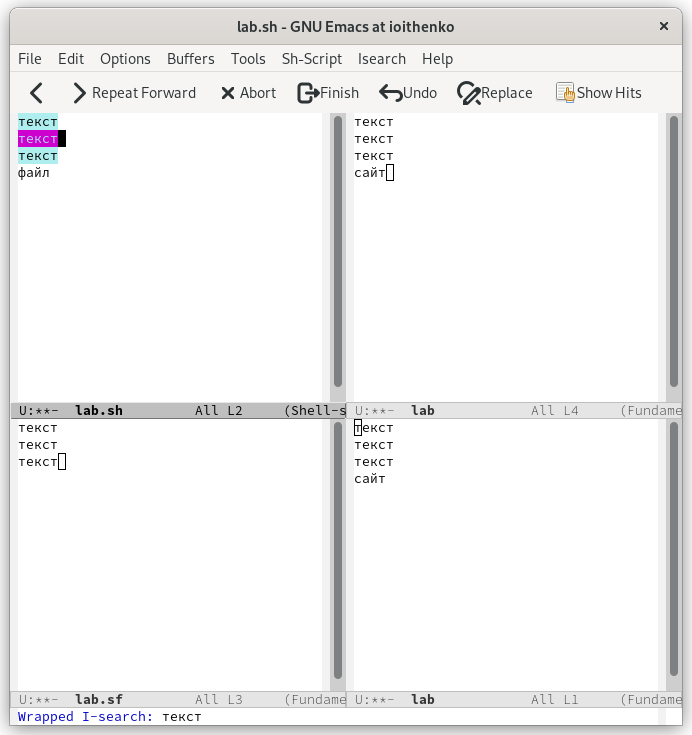 lab.sh - GNU Emacs at ioithenko
File Edit Options Buffers Tools Sh-Script Isearch Help
Repeat Forward Abort Finish Undo Replace Show Hits
текст
текст
текст
файл
U:**- lab.sh All L2 (Shell-s
текст
текст
текст
сайт
U:**- lab All L4 (Fundame
текст
текст
текст
U:**- lab.sf All L3 (Fundame
текст
текст
текст
сайт
U:**- lab All L1 (Fundame
Wrapped I-search: текст